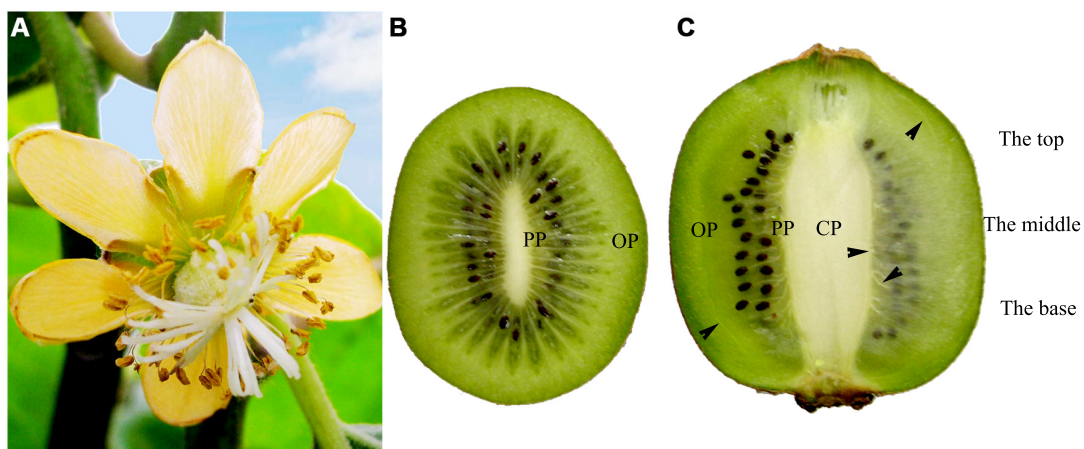 A
B
C
PP
OP
OP
PP
CP
The top
The middle
The base